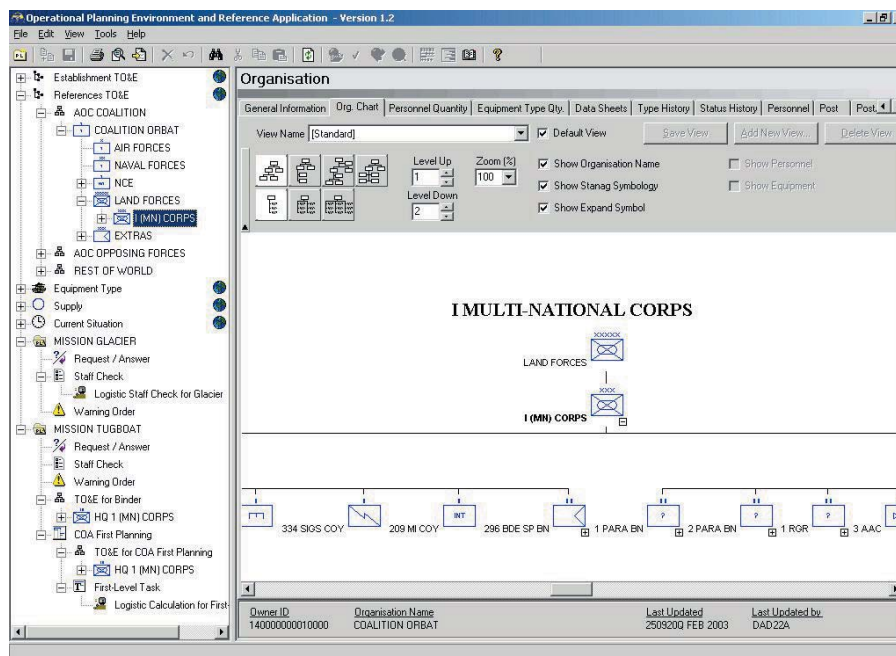 Operational Planning Environment and Reference Application - Version 1.2
File Edit View Tools Help
Establishment TO&E
References TO&E
AOC COALITION
COALITION ORBAT
AIR FORCES
NAVAL FORCES
NCE
LAND FORCES
I (MN) CORPS
EXTRAS
AOC OPPOSING FORCES
REST OF WORLD
Equipment Type
Supply
Current Situation
MISSION GLACIER
Request / Answer
Staff Check
Logistic Staff Check for Glacier
Warning Order
MISSION TUGBOAT
Request / Answer
Staff Check
Warning Order
TO&E for Binder
HQ 1 (MN) CORPS
COA First Planning
TO&E for COA First Planning
HQ 1 (MN) CORPS
First-Level Task
Logistic Calculation for First-
Organisation
General Information Org. Chart Personnel Quantity Equipment Type Qty. Data Sheets Type History Status History Personnel Post Post.
View Name [Standard] Default View Save View Add New View... Delete View
Level Up Zoom (%) Show Organisation Name Show Personnel
1 100 Show Stanag Symbology Show Equipment
Level Down
2 Show Expand Symbol
I MULTI-NATIONAL CORPS
XXXXX
LAND FORCES
XXX
I (MN) CORPS
334 SIGS COY 209 MI COY INT 296 BDE SP BN 1 PARA BN ? 2 PARA BN ? 1 RGR ? 3 AAC
Owner ID Organisation Name Last Updated Last Updated by
140000000010000 COALITION ORBAT 250920Q FEB 2003 DAD22A